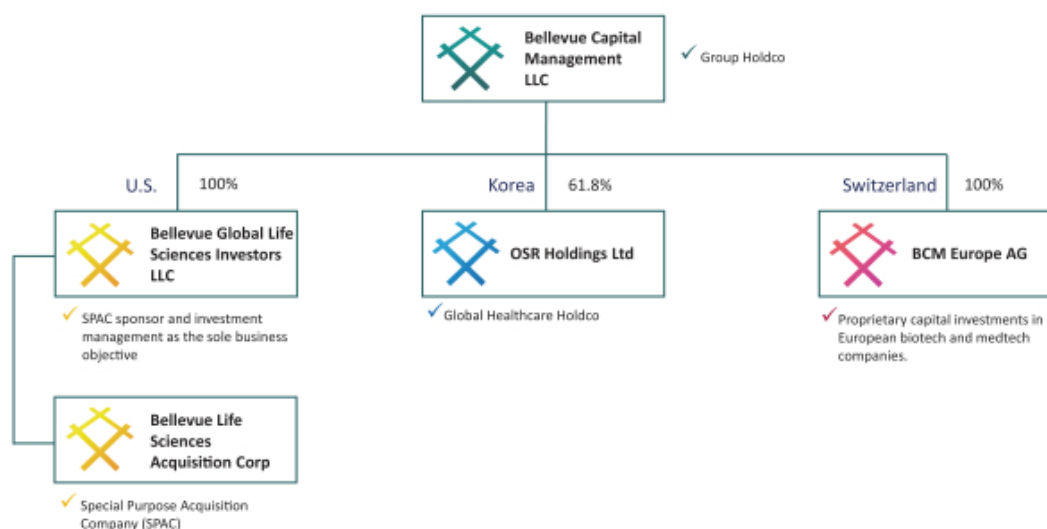 Bellevue Capital
Management
LLC
Group Holdco
U.S.
100%
Korea
61.8%
Switzerland
100%
Bellevue Global Life
Sciences Investors
LLC
OSR Holdings Ltd
BCM Europe AG
SPAC sponsor and investment
management as the sole business
objective
Global Healthcare Holdco
Proprietary capital investments in
European biotech and medtech
companies.
Bellevue Life
Sciences
Acquisition Corp
Special Purpose Acquisition
Company (SPAC)